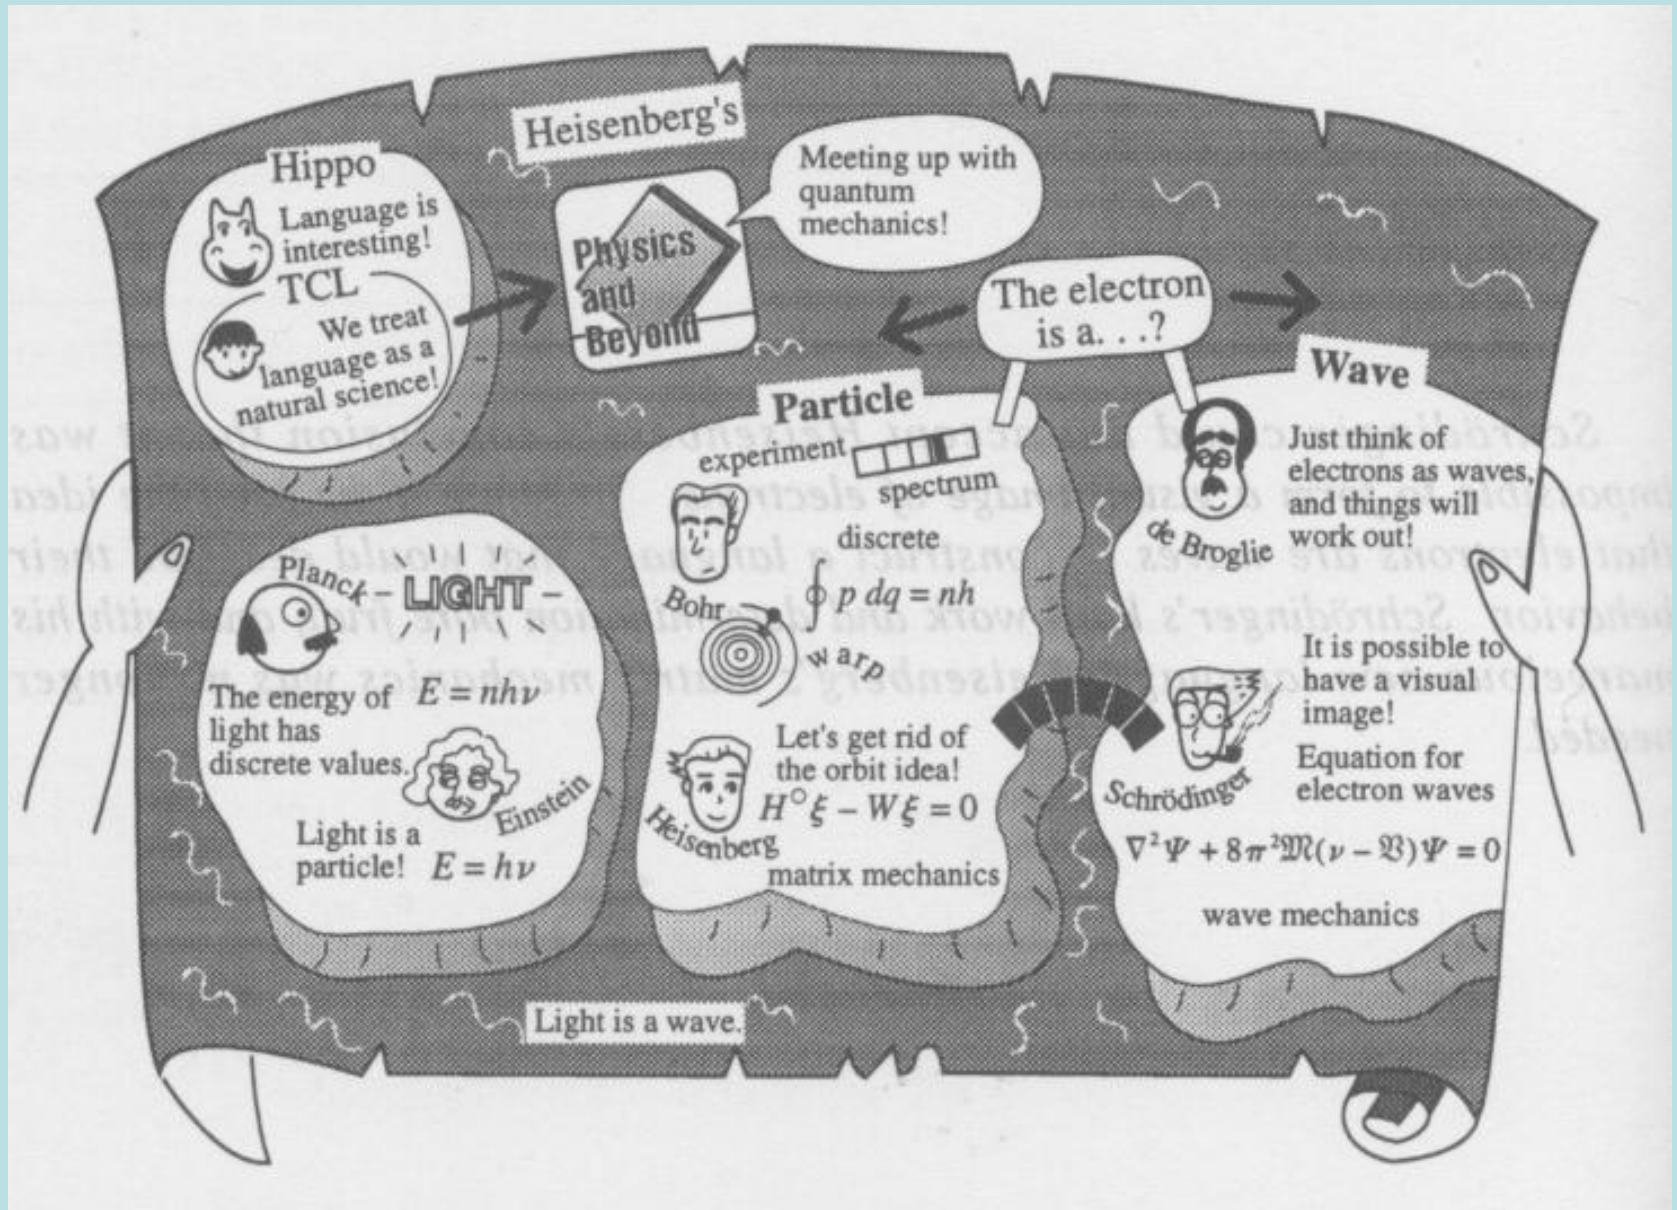 Heisenberg's
Hippo
Language is
interesting!
TCL
We treat
language as a
natural science!
Physics
and
Beyond
Meeting up with
quantum
mechanics!
The electron
is a. . .?
Planck
LIGHT
The energy of
light has
discrete values.
E = nhν
Einstein
Light is a
particle!
E = hν
Particle
experiment
spectrum
discrete
Bohr
∮ p dq = nh
warp
Let's get rid of
the orbit idea!
H° ξ – Wξ = 0
Heisenberg
matrix mechanics
Wave
Just think of
electrons as waves,
and things will
work out!
de Broglie
It is possible to
have a visual
image!
Schrödinger
Equation for
electron waves
∇²Ψ + 8π²𝔐(ν – 𝔙)Ψ = 0
wave mechanics
Light is a wave.